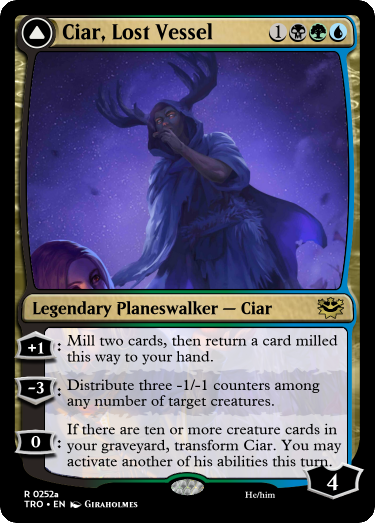 Ciar, Lost Vessel 1
Legendary Planeswalker — Ciar
+1: Mill two cards, then return a card milled
this way to your hand.
-3: Distribute three -1/-1 counters among
any number of target creatures.
0: If there are ten or more creature cards in
your graveyard, transform Ciar. You may
activate another of his abilities this turn.
4
R 0252a
TRO • EN GIRAHOLMES
He/him